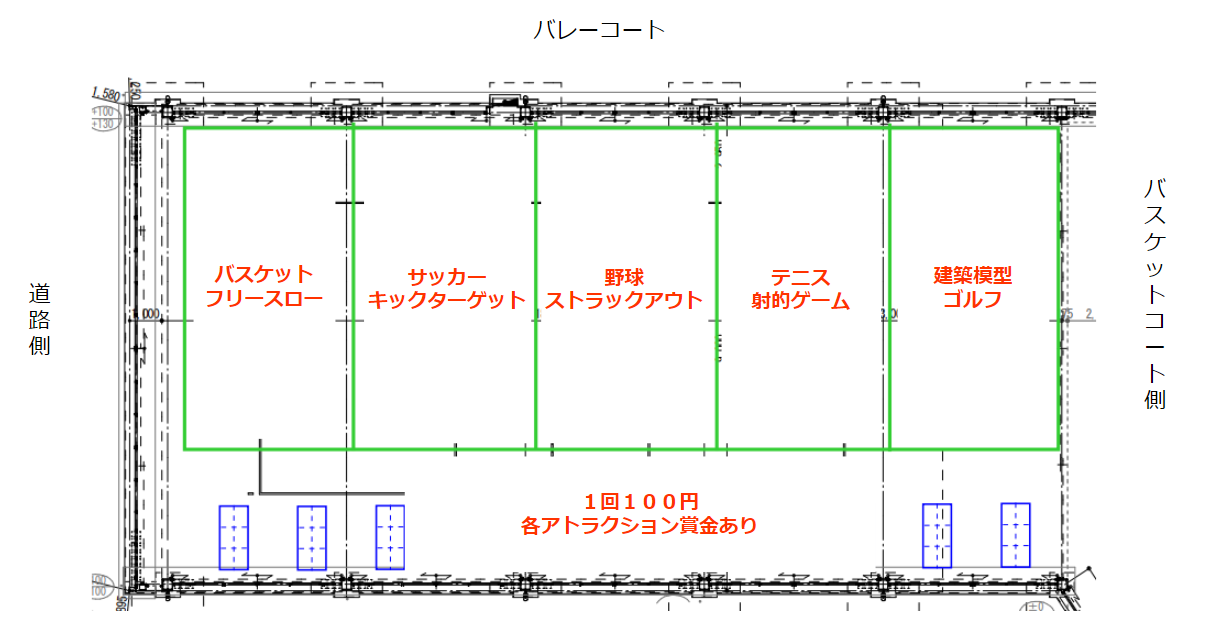 バレーコート
1,580
250
+100
+130
バスケット
フリースロー
サッカー
キックターゲット
野球
ストラックアウト
テニス
射的ゲーム
建築模型
ゴルフ
道路側
バスケットコート側
１回１００円
各アトラクション賞金あり
±0